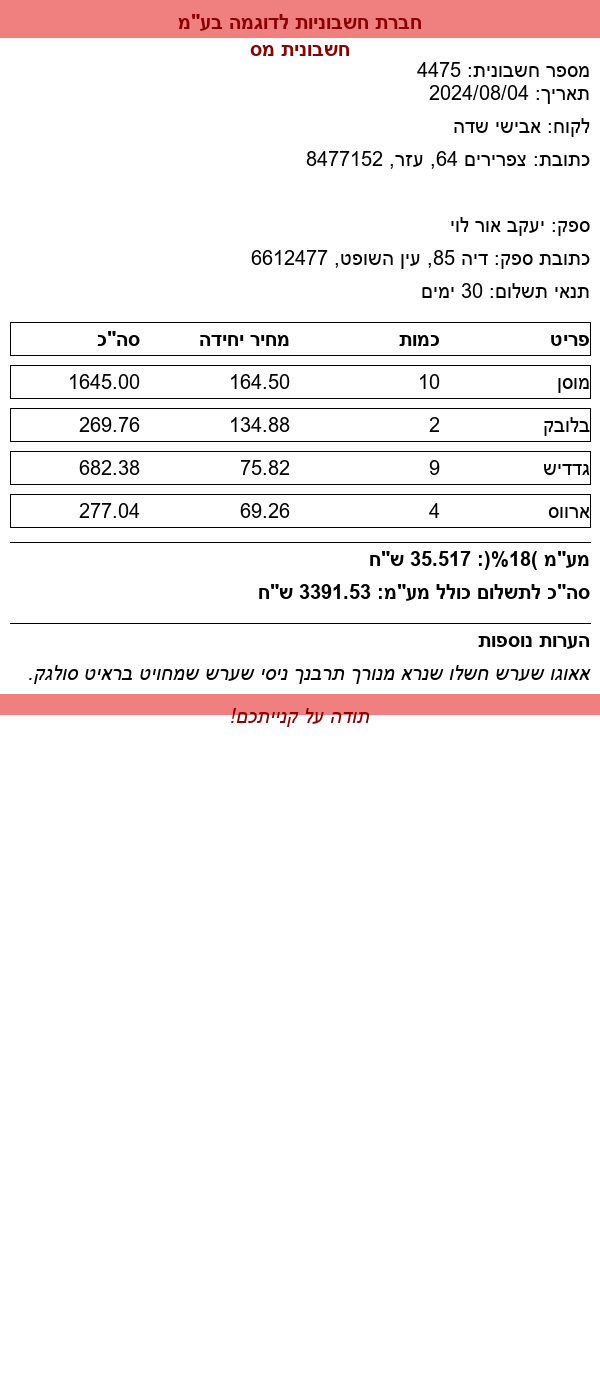 חברת חשבוניות לדוגמה בע"מ
חשבונית מס
מספר חשבונית: 4475
תאריך: 2024/08/04
לקוח: אבישי שדה
כתובת: צפרירים 64, עזר, 8477152
ספק: יעקב אור לוי
כתובת ספק: דיה 85, עין השופט, 6612477
תנאי תשלום: 30 ימים
פריט כמות מחיר יחידה סה"כ
מוסן 10 164.50 1645.00
בלובק 2 134.88 269.76
גדדיש 9 75.82 682.38
ארווס 4 69.26 277.04
מע"מ )18%(: 35.517 ש"ח
סה"כ לתשלום כולל מע"מ: 3391.53 ש"ח
הערות נוספות
אאוגו שערש חשלו שנרא מנורך תרבנך ניסי שערש שמחויט בראיט סולגק.
תודה על קנייתכם!